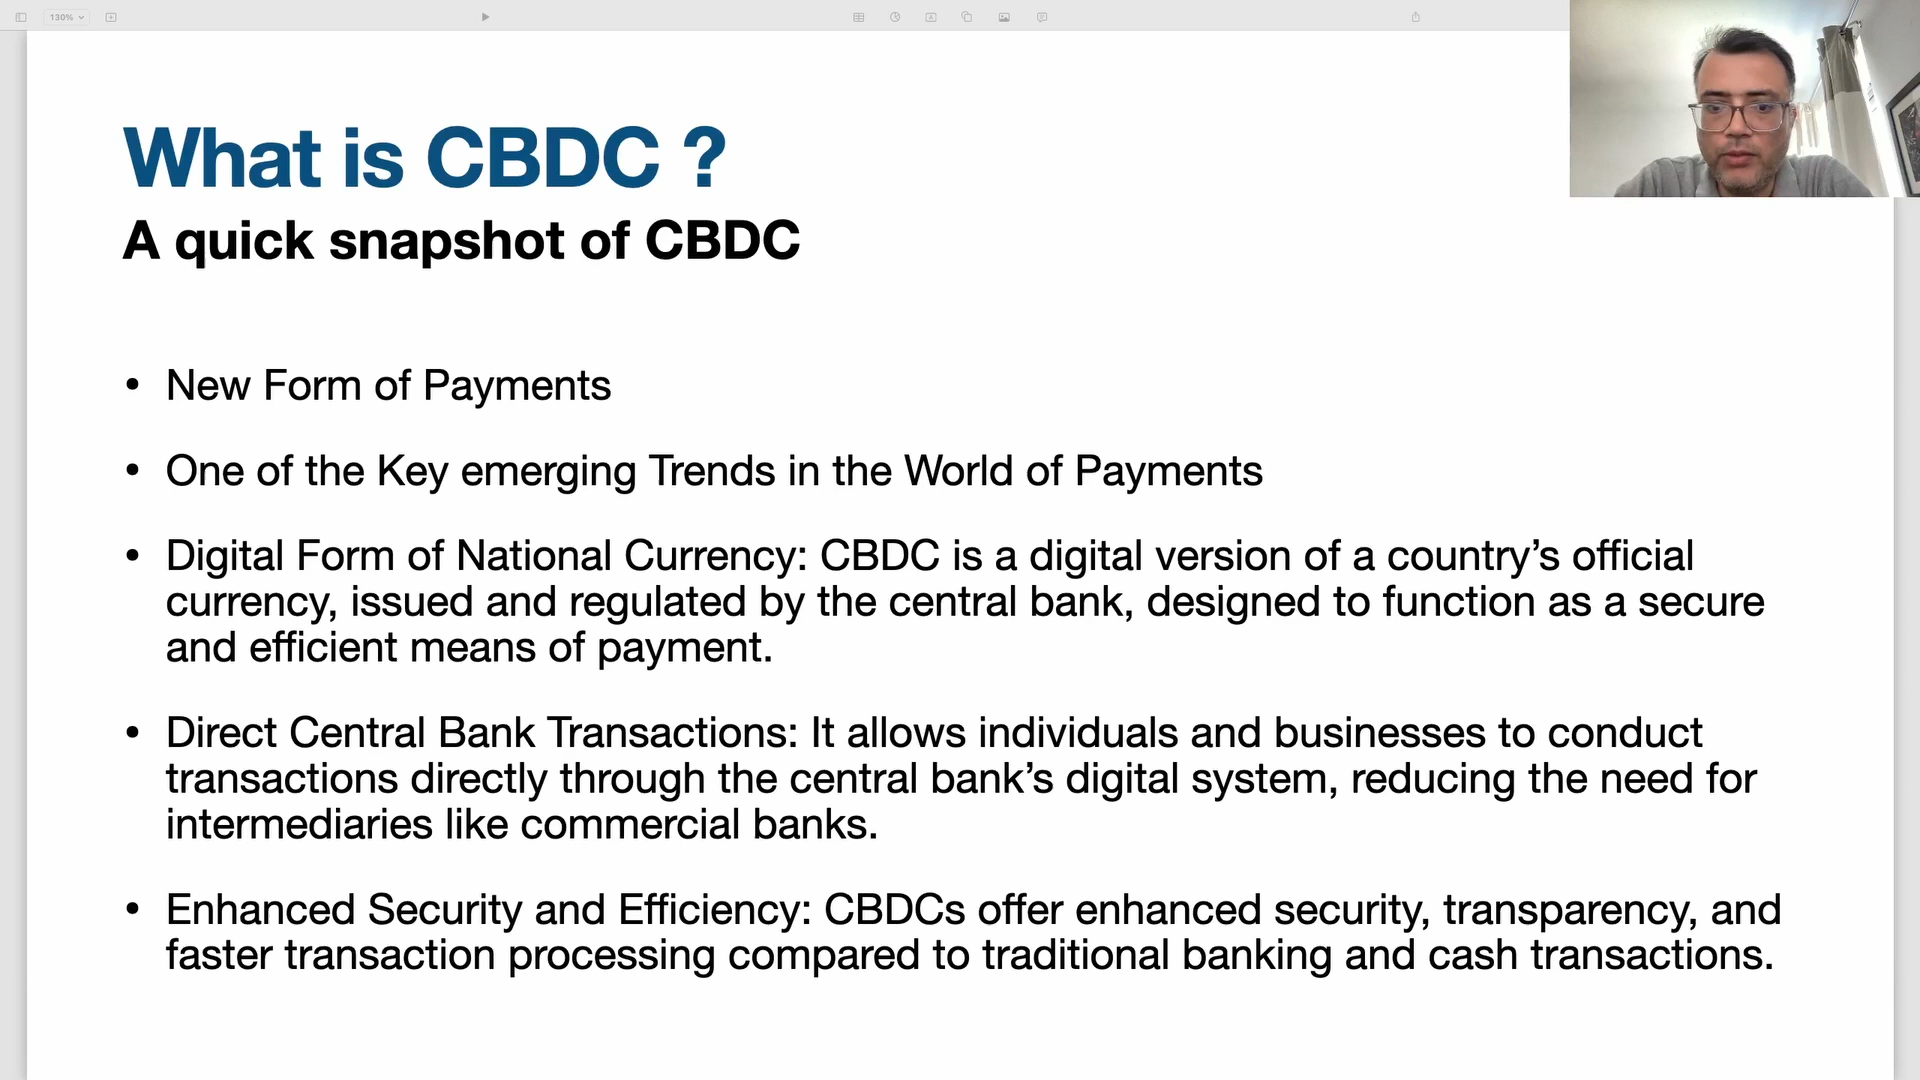 130%
What is CBDC ?
A quick snapshot of CBDC
• New Form of Payments
• One of the Key emerging Trends in the World of Payments
• Digital Form of National Currency: CBDC is a digital version of a country’s official
currency, issued and regulated by the central bank, designed to function as a secure
and efficient means of payment.
• Direct Central Bank Transactions: It allows individuals and businesses to conduct
transactions directly through the central bank’s digital system, reducing the need for
intermediaries like commercial banks.
• Enhanced Security and Efficiency: CBDCs offer enhanced security, transparency, and
faster transaction processing compared to traditional banking and cash transactions.